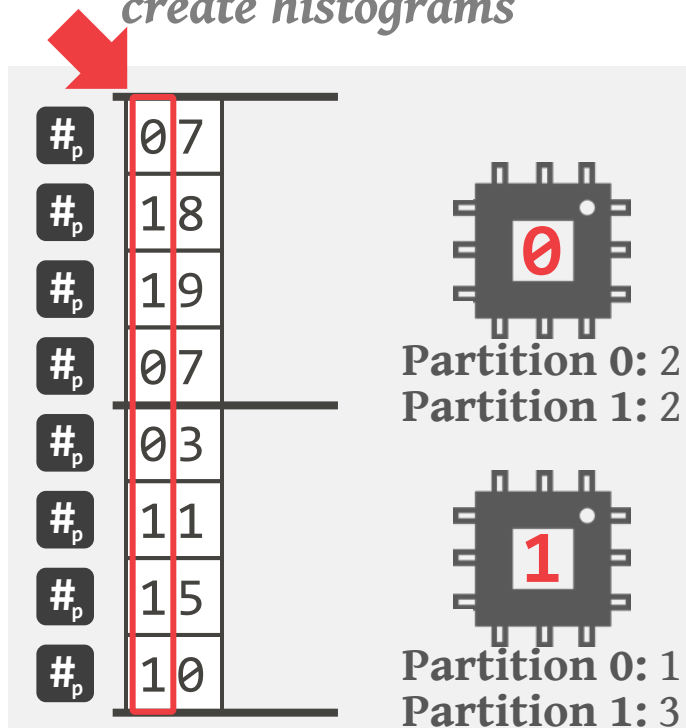 create histograms
#p 07
#p 18
#p 19
#p 07
0
Partition 0: 2
Partition 1: 2
#p 03
#p 11
#p 15
#p 10
1
Partition 0: 1
Partition 1: 3